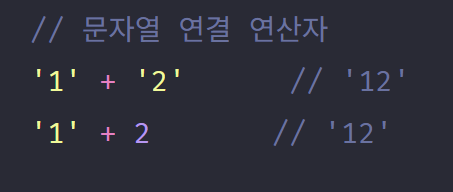 // 문자열 연결 연산자
'1' + '2'       // '12'
'1' + 2        // '12'